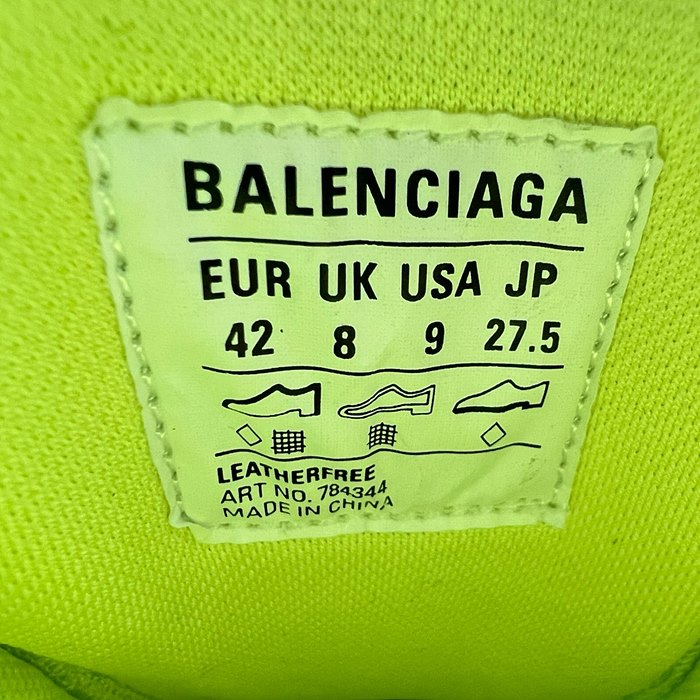 BALENCIAGA
EUR UK USA JP
42 8 9 27.5
LEATHERFREE
ART NO. 784344
MADE IN CHINA